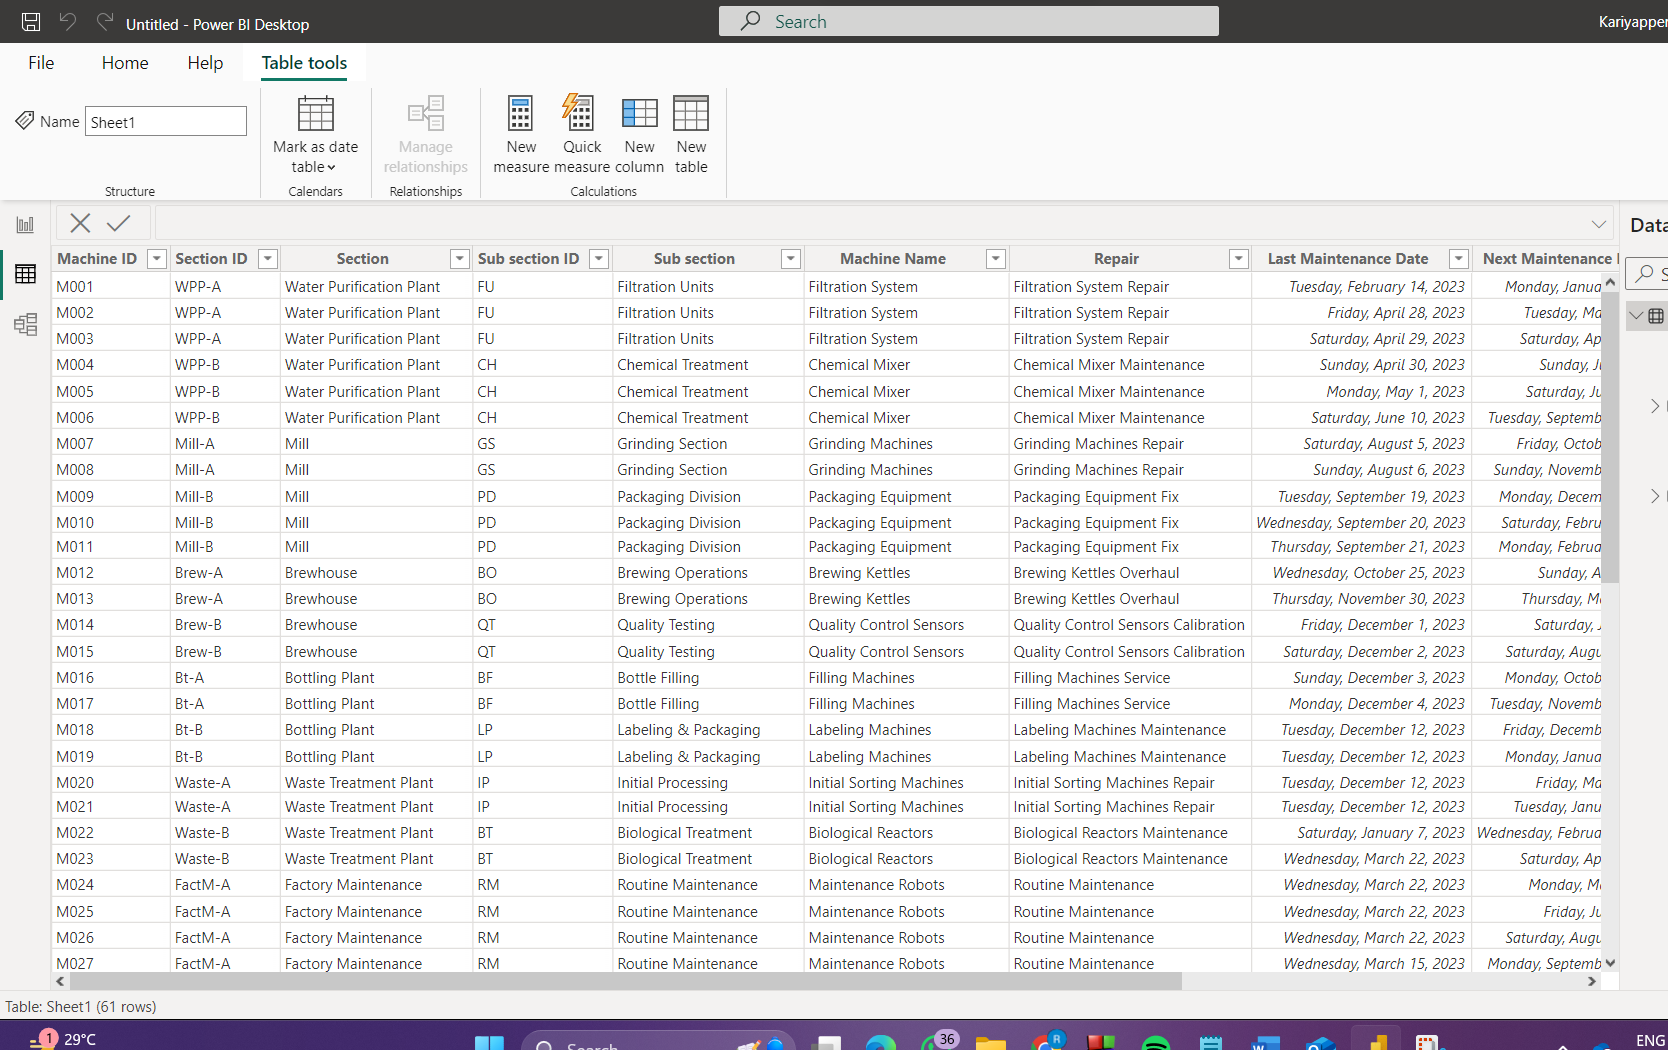 Untitled - Power BI Desktop
Search
Kariyapper
File Home Help Table tools
Name Sheet1
Mark as date table
Manage relationships
New measure
Quick measure
New column
New table
Structure Calendars Relationships Calculations
Data
Machine ID Section ID Section Sub section ID Sub section Machine Name Repair Last Maintenance Date Next Maintenance
M001 WPP-A Water Purification Plant FU Filtration Units Filtration System Filtration System Repair Tuesday, February 14, 2023 Monday, Janua
M002 WPP-A Water Purification Plant FU Filtration Units Filtration System Filtration System Repair Friday, April 28, 2023 Tuesday, Ma
M003 WPP-A Water Purification Plant FU Filtration Units Filtration System Filtration System Repair Saturday, April 29, 2023 Saturday, Ap
M004 WPP-B Water Purification Plant CH Chemical Treatment Chemical Mixer Chemical Mixer Maintenance Sunday, April 30, 2023 Sunday, J
M005 WPP-B Water Purification Plant CH Chemical Treatment Chemical Mixer Chemical Mixer Maintenance Monday, May 1, 2023 Saturday, Ju
M006 WPP-B Water Purification Plant CH Chemical Treatment Chemical Mixer Chemical Mixer Maintenance Saturday, June 10, 2023 Tuesday, Septemb
M007 Mill-A Mill GS Grinding Section Grinding Machines Grinding Machines Repair Saturday, August 5, 2023 Friday, Octob
M008 Mill-A Mill GS Grinding Section Grinding Machines Grinding Machines Repair Sunday, August 6, 2023 Sunday, Novemb
M009 Mill-B Mill PD Packaging Division Packaging Equipment Packaging Equipment Fix Tuesday, September 19, 2023 Monday, Decem
M010 Mill-B Mill PD Packaging Division Packaging Equipment Packaging Equipment Fix Wednesday, September 20, 2023 Saturday, Febru
M011 Mill-B Mill PD Packaging Division Packaging Equipment Packaging Equipment Fix Thursday, September 21, 2023 Monday, Februa
M012 Brew-A Brewhouse BO Brewing Operations Brewing Kettles Brewing Kettles Overhaul Wednesday, October 25, 2023 Sunday, A
M013 Brew-A Brewhouse BO Brewing Operations Brewing Kettles Brewing Kettles Overhaul Thursday, November 30, 2023 Thursday, M
M014 Brew-B Brewhouse QT Quality Testing Quality Control Sensors Quality Control Sensors Calibration Friday, December 1, 2023 Saturday,
M015 Brew-B Brewhouse QT Quality Testing Quality Control Sensors Quality Control Sensors Calibration Saturday, December 2, 2023 Saturday, Augu
M016 Bt-A Bottling Plant BF Bottle Filling Filling Machines Filling Machines Service Sunday, December 3, 2023 Monday, Octob
M017 Bt-A Bottling Plant BF Bottle Filling Filling Machines Filling Machines Service Monday, December 4, 2023 Tuesday, Novemb
M018 Bt-B Bottling Plant LP Labeling & Packaging Labeling Machines Labeling Machines Maintenance Tuesday, December 12, 2023 Friday, Decemb
M019 Bt-B Bottling Plant LP Labeling & Packaging Labeling Machines Labeling Machines Maintenance Tuesday, December 12, 2023 Monday, Janua
M020 Waste-A Waste Treatment Plant IP Initial Processing Initial Sorting Machines Initial Sorting Machines Repair Tuesday, December 12, 2023 Friday, Ma
M021 Waste-A Waste Treatment Plant IP Initial Processing Initial Sorting Machines Initial Sorting Machines Repair Tuesday, December 12, 2023 Tuesday, Janu
M022 Waste-B Waste Treatment Plant BT Biological Treatment Biological Reactors Biological Reactors Maintenance Saturday, January 7, 2023 Wednesday, Februa
M023 Waste-B Waste Treatment Plant BT Biological Treatment Biological Reactors Biological Reactors Maintenance Wednesday, March 22, 2023 Saturday, Ap
M024 FactM-A Factory Maintenance RM Routine Maintenance Maintenance Robots Routine Maintenance Wednesday, March 22, 2023 Monday, M
M025 FactM-A Factory Maintenance RM Routine Maintenance Maintenance Robots Routine Maintenance Wednesday, March 22, 2023 Friday, Ju
M026 FactM-A Factory Maintenance RM Routine Maintenance Maintenance Robots Routine Maintenance Wednesday, March 22, 2023 Saturday, Augu
M027 FactM-A Factory Maintenance RM Routine Maintenance Maintenance Robots Routine Maintenance Wednesday, March 15, 2023 Monday, Septemb
Table: Sheet1 (61 rows)
1 29°C Search 36 R ENG